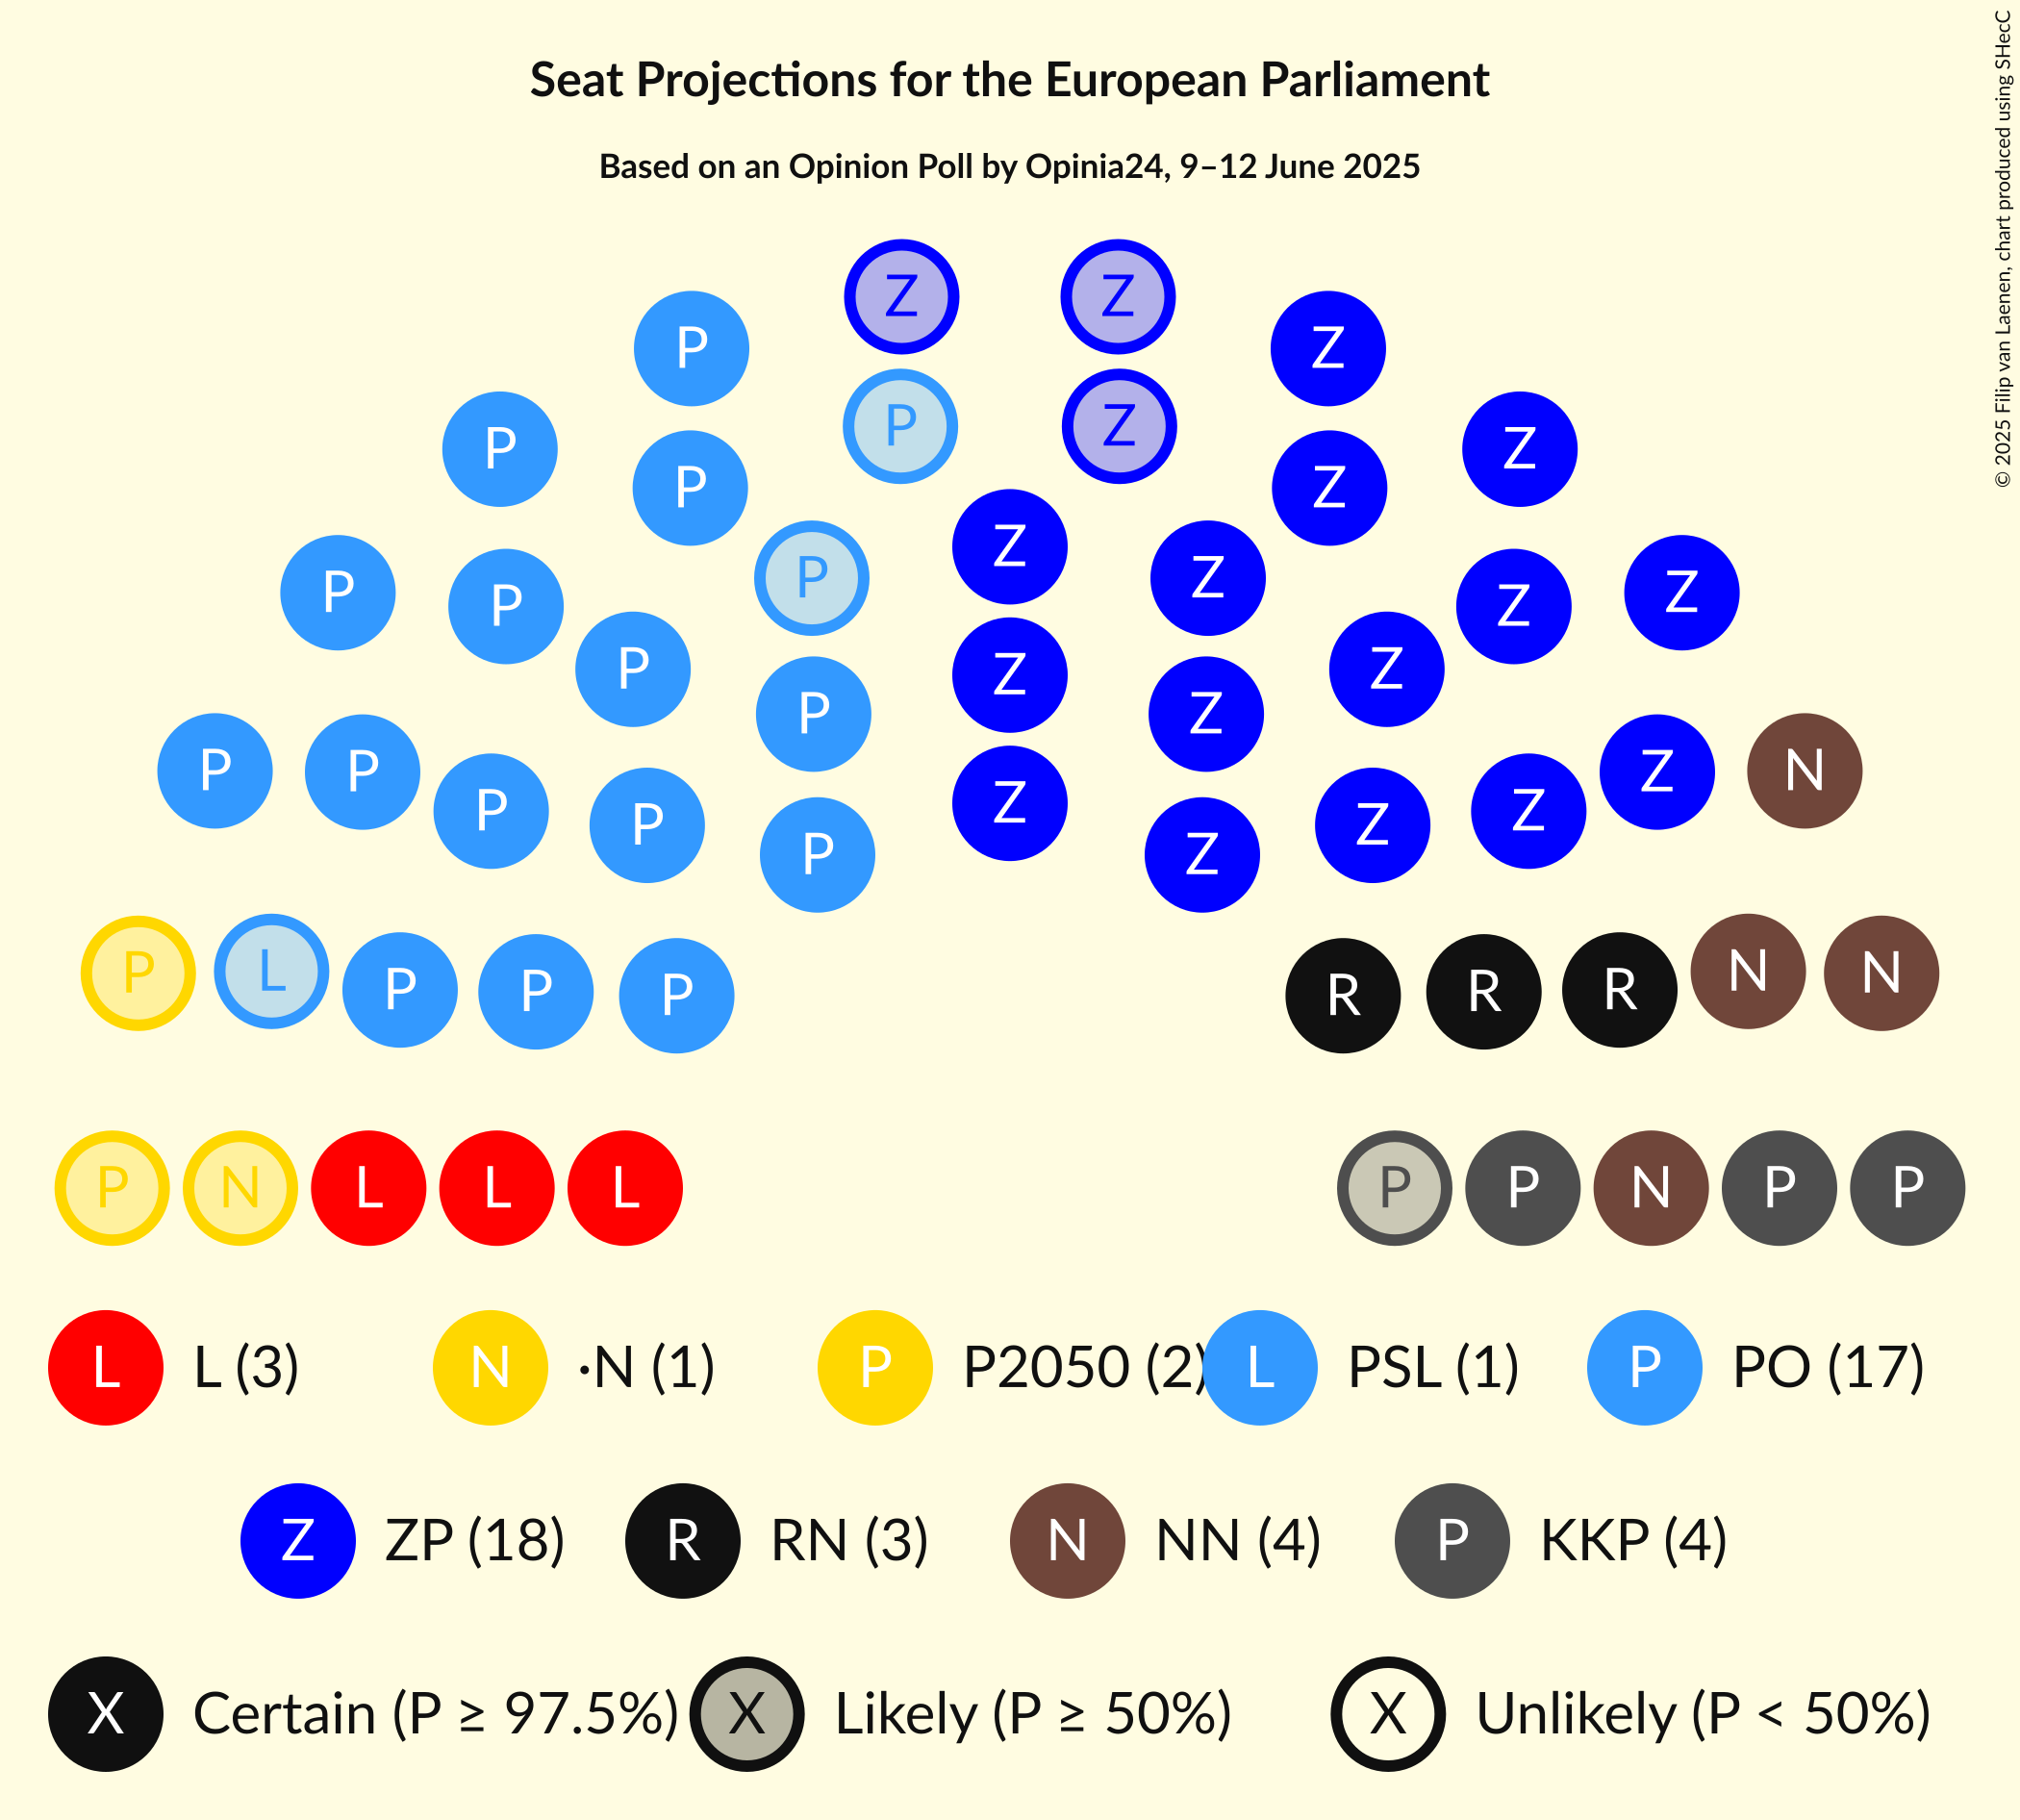 Seat Projections for the European Parliament
Based on an Opinion Poll by Opinia24, 9–12 June 2025
© 2025 Filip van Laenen, chart produced using SHecC
Z Z
P Z
P Z
P Z
P Z
P Z
Z
P Z
P Z
P Z
P Z
Z
P Z
P Z
P P Z N
Z
P Z
P Z
P Z
P L P P P R R R N N
P N L L L P P N P P
L L (3) N ·N (1) P P2050 (2) L PSL (1) P PO (17)
Z ZP (18) R RN (3) N NN (4) P KKP (4)
X Certain (P ≥ 97.5%) X Likely (P ≥ 50%) X Unlikely (P < 50%)